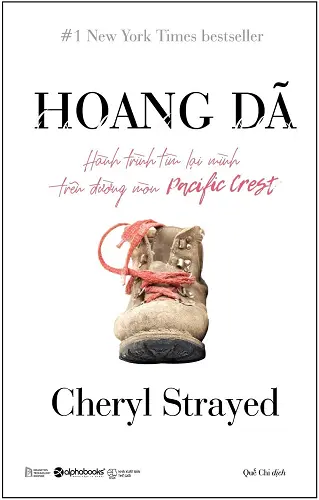 #1 New York Times bestseller
HOANG DÃ
Hành trình tìm lại mình
trên đường mòn Pacific Crest
Cheryl Strayed
alphabooks
Quế Chi dịch